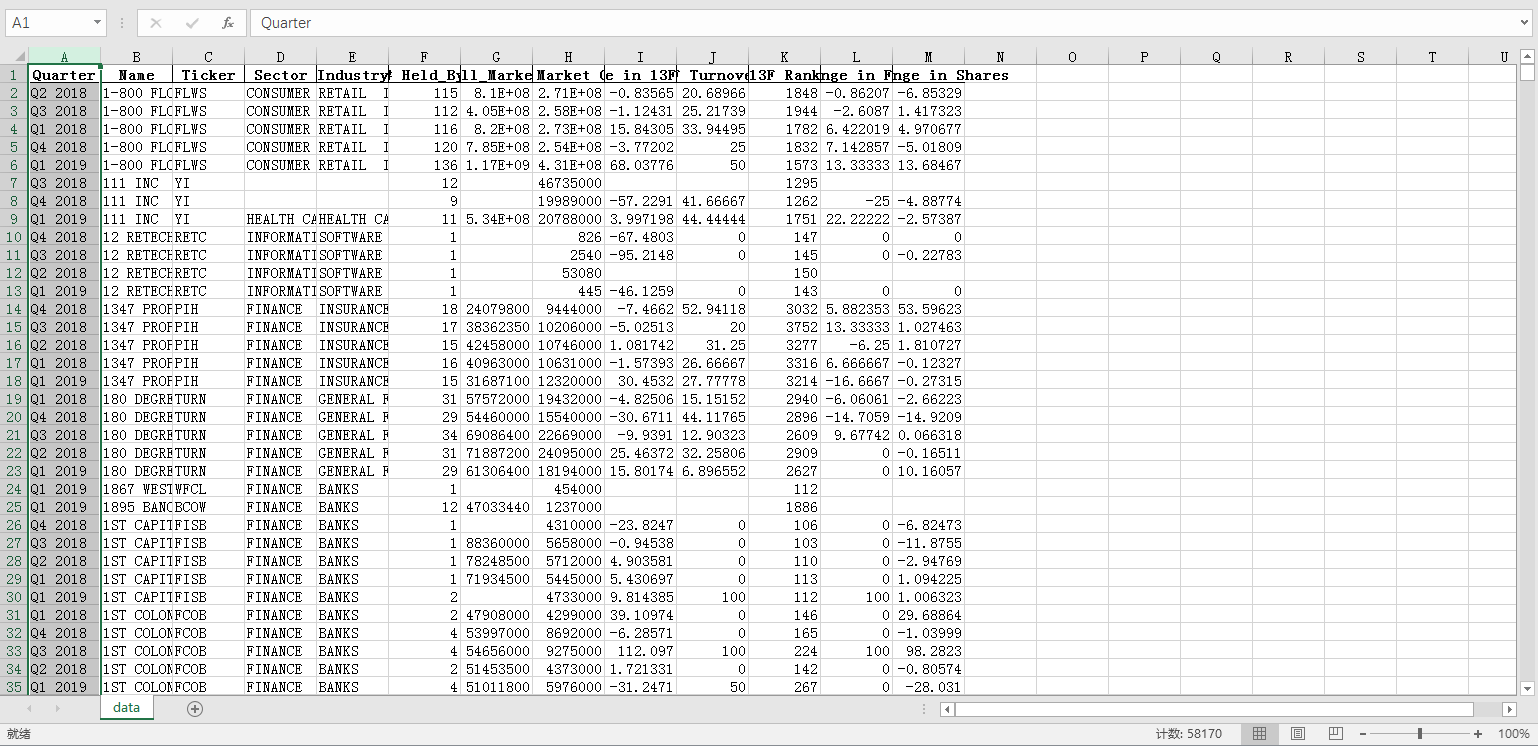 A1 Quarter
A B C D E F G H I J K L M N O P Q R S T U
1 Quarter Name Ticker Sector Industry Held_By ll_Marke Market e in 13F Turnove 13F Rank nge in F nge in Shares
2 Q2 2018 1-800 FLO FLWS CONSUMER RETAIL 115 8.1E+08 2.71E+08 -0.83565 20.68966 1848 -0.86207 -6.85329
3 Q3 2018 1-800 FLO FLWS CONSUMER RETAIL 112 4.05E+08 2.58E+08 -1.12431 25.21739 1944 -2.6087 1.417323
4 Q1 2018 1-800 FLO FLWS CONSUMER RETAIL 116 8.2E+08 2.73E+08 15.84305 33.94495 1782 6.422019 4.970677
5 Q4 2018 1-800 FLO FLWS CONSUMER RETAIL 120 7.85E+08 2.54E+08 -3.77202 25 1832 7.142857 -5.01809
6 Q1 2019 1-800 FLO FLWS CONSUMER RETAIL 136 1.17E+09 4.31E+08 68.03776 50 1573 13.33333 13.68467
7 Q3 2018 111 INC YI 12 46735000 1295
8 Q4 2018 111 INC YI 9 19989000 -57.2291 41.66667 1262 -25 -4.88774
9 Q1 2019 111 INC YI HEALTH CA HEALTH CA 11 5.34E+08 20788000 3.997198 44.44444 1751 22.22222 -2.57387
10 Q4 2018 12 RETECH RETC INFORMATI SOFTWARE 1 826 -67.4803 0 147 0 0
11 Q3 2018 12 RETECH RETC INFORMATI SOFTWARE 1 2540 -95.2148 0 145 0 -0.22783
12 Q2 2018 12 RETECH RETC INFORMATI SOFTWARE 1 53080 150
13 Q1 2019 12 RETECH RETC INFORMATI SOFTWARE 1 445 -46.1259 0 143 0 0
14 Q4 2018 1347 PROP PIH FINANCE INSURANCE 18 24079800 9444000 -7.4662 52.94118 3032 5.882353 53.59623
15 Q3 2018 1347 PROP PIH FINANCE INSURANCE 17 38362350 10206000 -5.02513 20 3752 13.33333 1.027463
16 Q2 2018 1347 PROP PIH FINANCE INSURANCE 15 42458000 10746000 1.081742 31.25 3277 -6.25 1.810727
17 Q1 2018 1347 PROP PIH FINANCE INSURANCE 16 40963000 10631000 -1.57393 26.66667 3316 6.666667 -0.12327
18 Q1 2019 1347 PROP PIH FINANCE INSURANCE 15 31687100 12320000 30.4532 27.77778 3214 -16.6667 -0.27315
19 Q1 2018 180 DEGRE TURN FINANCE GENERAL F 31 57572000 19432000 -4.82506 15.15152 2940 -6.06061 -2.66223
20 Q4 2018 180 DEGRE TURN FINANCE GENERAL F 29 54460000 15540000 -30.6711 44.11765 2896 -14.7059 -14.9209
21 Q3 2018 180 DEGRE TURN FINANCE GENERAL F 34 69086400 22669000 -9.9391 12.90323 2609 9.67742 0.066318
22 Q2 2018 180 DEGRE TURN FINANCE GENERAL F 31 71887200 24095000 25.46372 32.25806 2909 0 -0.16511
23 Q1 2019 180 DEGRE TURN FINANCE GENERAL F 29 61306400 18194000 15.80174 6.896552 2627 0 10.16057
24 Q1 2019 1867 WEST WFCL FINANCE BANKS 1 454000 112
25 Q1 2019 1895 BANC BCOW FINANCE BANKS 12 47033440 1237000 1886
26 Q4 2018 1ST CAPIT FISB FINANCE BANKS 1 4310000 -23.8247 0 106 0 -6.82473
27 Q3 2018 1ST CAPIT FISB FINANCE BANKS 1 88360000 5658000 -0.94538 0 103 0 -11.8755
28 Q2 2018 1ST CAPIT FISB FINANCE BANKS 1 78248500 5712000 4.903581 0 110 0 -2.94769
29 Q1 2018 1ST CAPIT FISB FINANCE BANKS 1 71934500 5445000 5.430697 0 113 0 1.094225
30 Q1 2019 1ST CAPIT FISB FINANCE BANKS 2 4733000 9.814385 100 112 100 1.006323
31 Q1 2018 1ST COLON FCOB FINANCE BANKS 2 47908000 4299000 39.10974 0 146 0 29.68864
32 Q4 2018 1ST COLON FCOB FINANCE BANKS 4 53997000 8692000 -6.28571 0 165 0 -1.03999
33 Q3 2018 1ST COLON FCOB FINANCE BANKS 4 54656000 9275000 112.097 100 224 100 98.2823
34 Q2 2018 1ST COLON FCOB FINANCE BANKS 2 51453500 4373000 1.721331 0 142 0 -0.80574
35 Q1 2019 1ST COLON FCOB FINANCE BANKS 4 51011800 5976000 -31.2471 50 267 0 -28.031
data
就绪 计数: 58170 100%